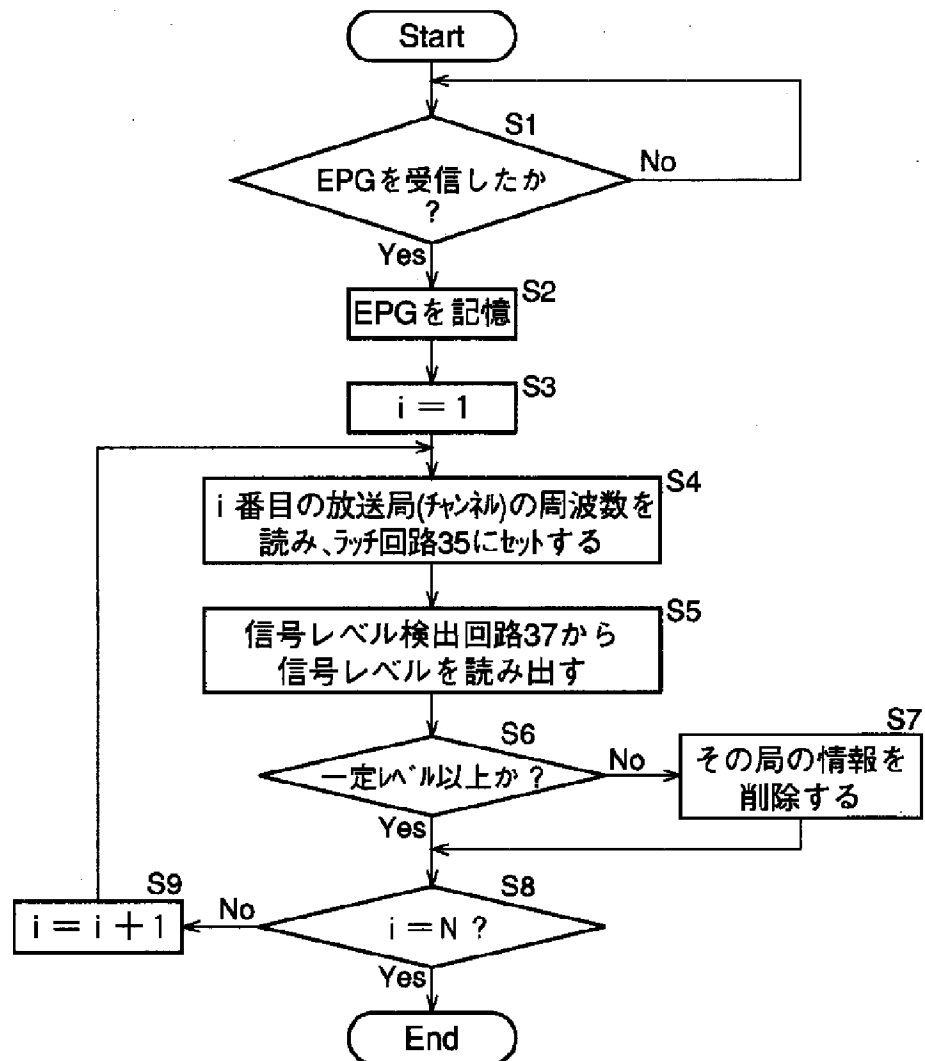 Start
S1
EPGを受信したか
?
No
Yes
S2
EPGを記憶
S3
i = 1
S4
i 番目の放送局(チャンネル)の周波数を
読み、ラッチ回路35にセットする
S5
信号レベル検出回路37から
信号レベルを読み出す
S6
一定レベル以上か?
No
Yes
S7
その局の情報を
削除する
S8
i = N ?
No
Yes
S9
i = i + 1
End